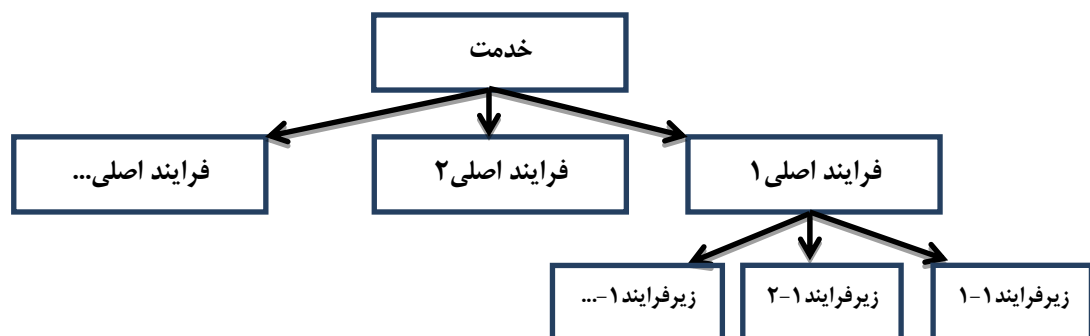 خدمت
فرایند اصلی۱
فرایند اصلی۲
فرایند اصلی...
زیرفرایند۱-۱
زیرفرایند۱-۲
زیرفرایند۱-...